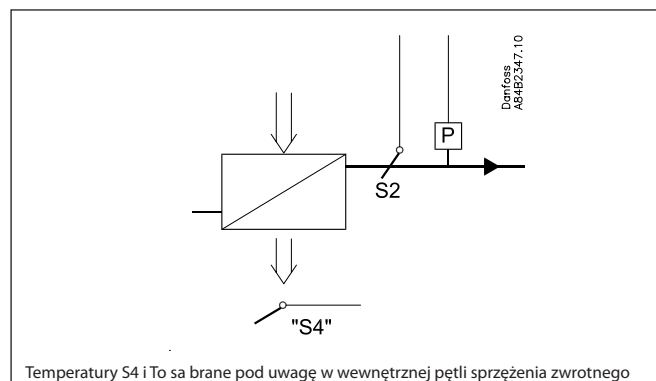 Danfoss
A84B2347.10
P
S2
"S4"
Temperatury S4 i To sa brane pod uwagę w wewnętrznej pętli sprzężenia zwrotnego